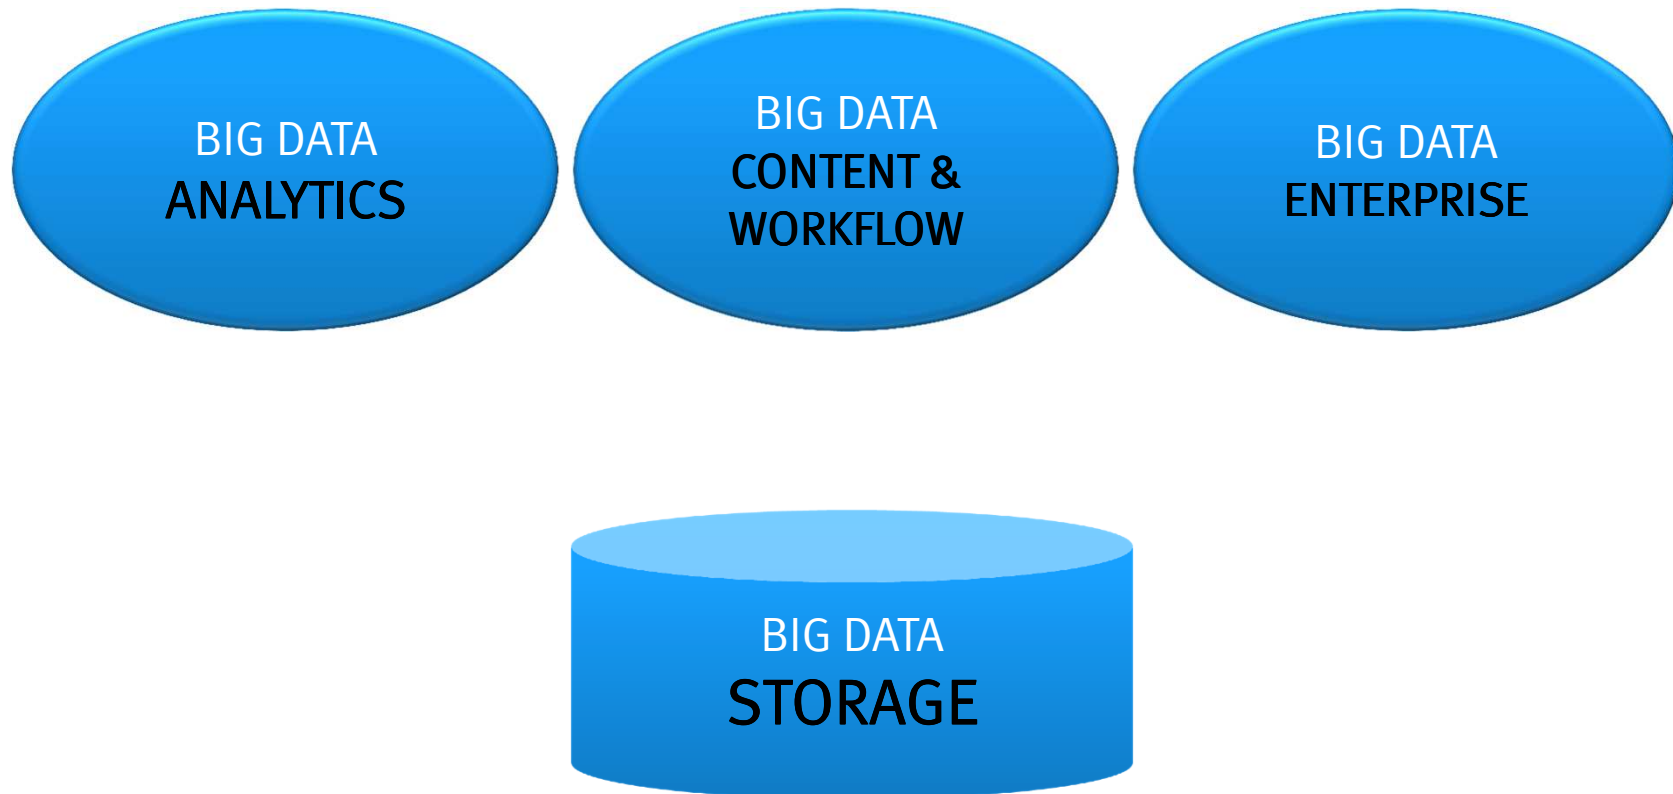 BIG DATA
ANALYTICS
BIG DATA
CONTENT &
WORKFLOW
BIG DATA
ENTERPRISE
BIG DATA
STORAGE